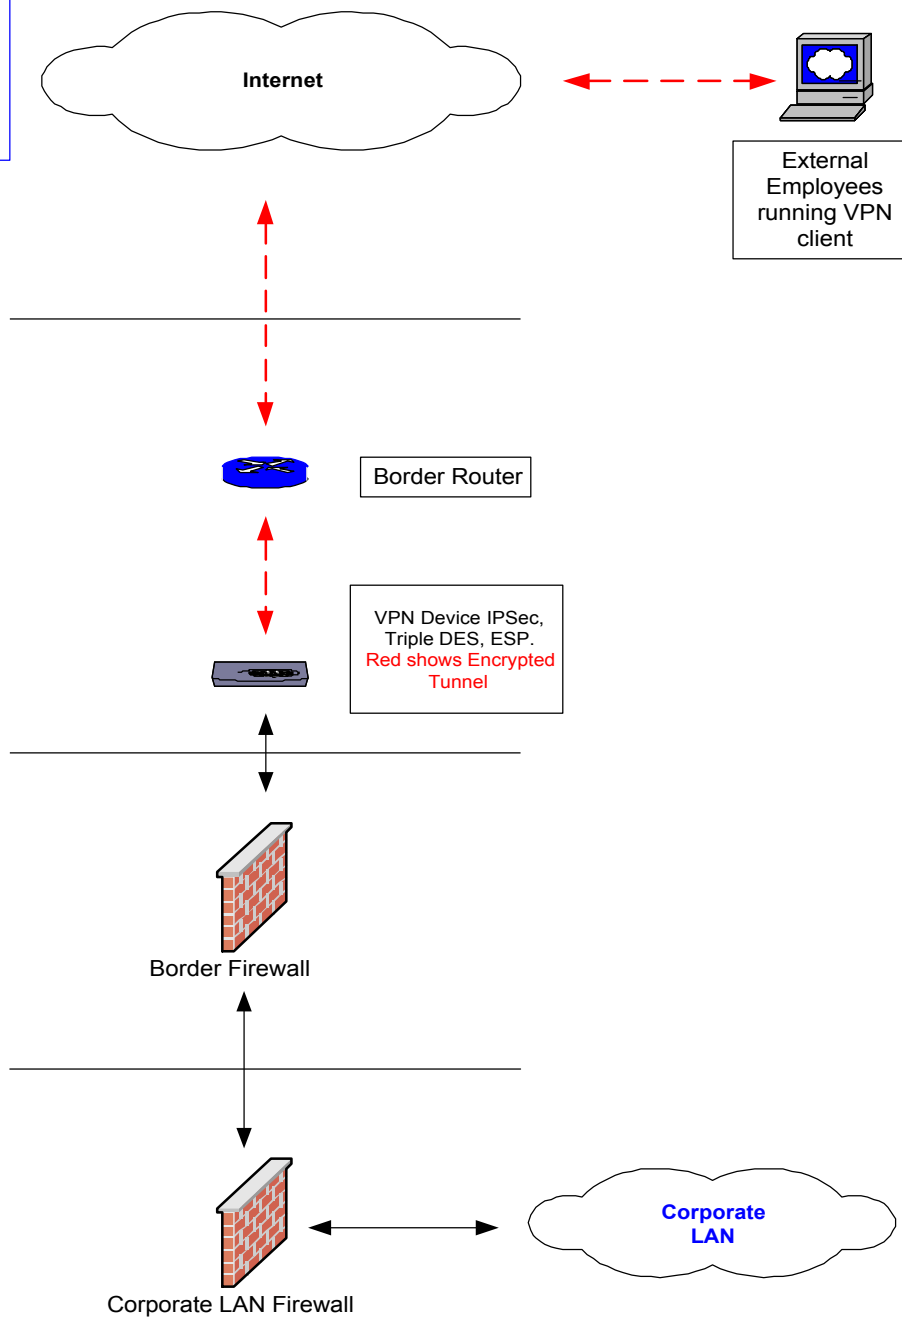 Internet
External
Employees
running VPN
client
Border Router
VPN Device IPSec,
Triple DES, ESP.
Red shows Encrypted
Tunnel
Border Firewall
Corporate
LAN
Corporate LAN Firewall